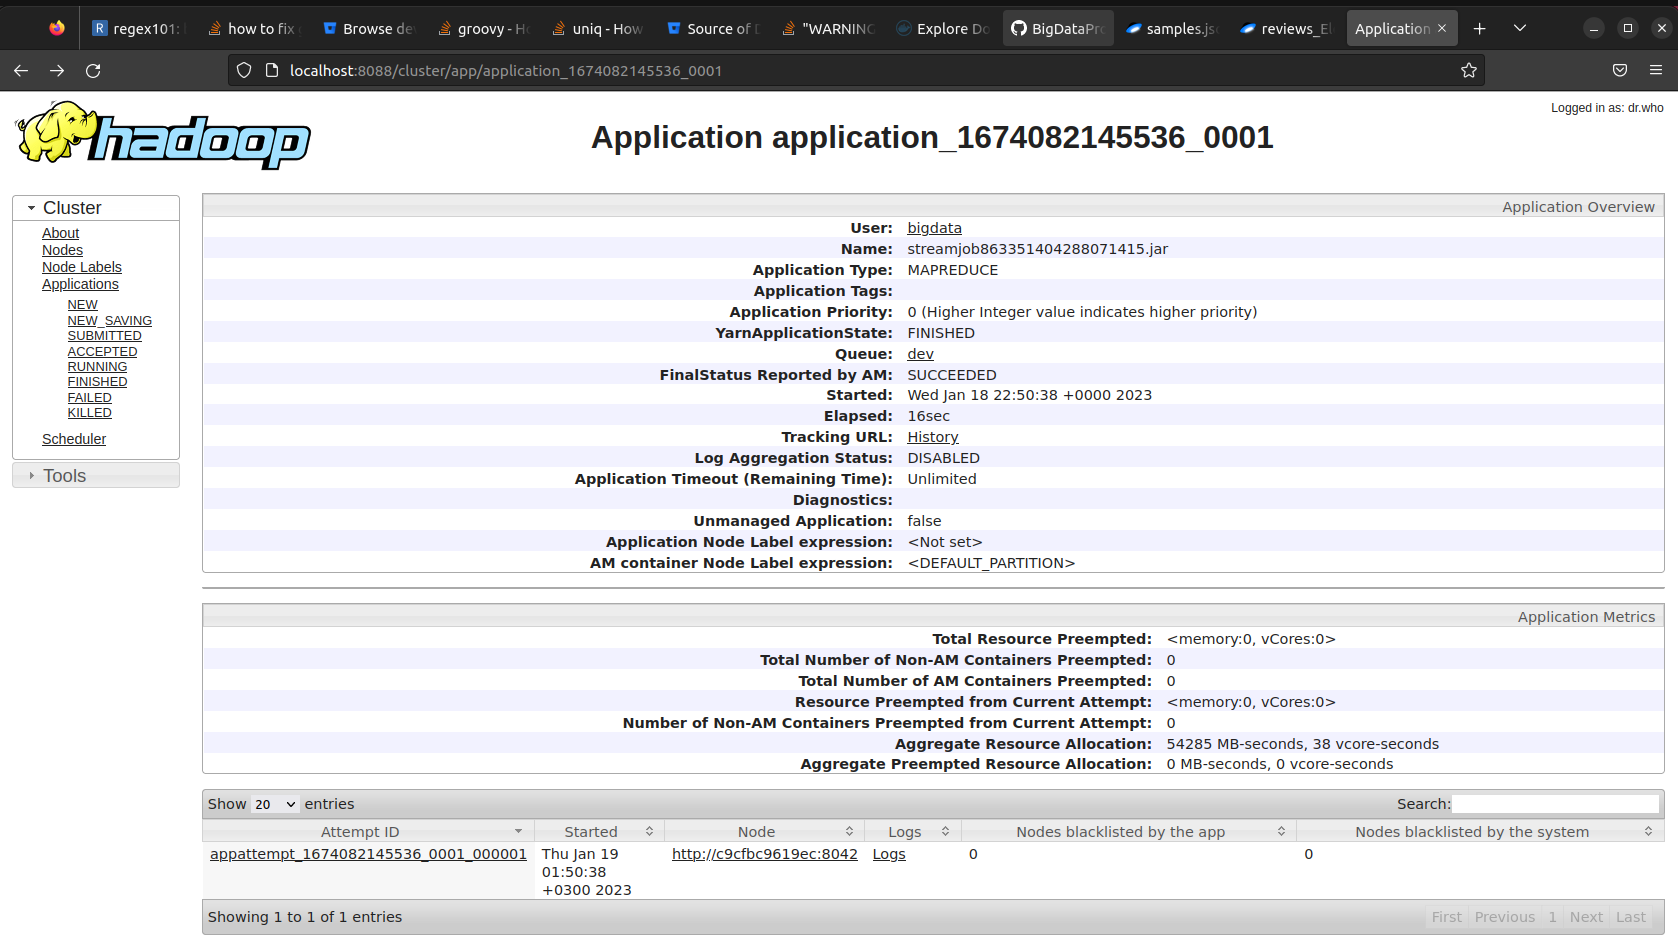 regex101:
how to fix
Browse de
groovy - Ho
uniq - How
Source of D
"WARNING
Explore Do
BigDataPro
samples.jso
reviews_El
Application
localhost:8088/cluster/app/application_1674082145536_0001
Logged in as: dr.who
hadoop
Application application_1674082145536_0001
Cluster
About
Nodes
Node Labels
Applications
NEW
NEW_SAVING
SUBMITTED
ACCEPTED
RUNNING
FINISHED
FAILED
KILLED
Scheduler
Tools
Application Overview
User: bigdata
Name: streamjob863351404288071415.jar
Application Type: MAPREDUCE
Application Tags:
Application Priority: 0 (Higher Integer value indicates higher priority)
YarnApplicationState: FINISHED
Queue: dev
FinalStatus Reported by AM: SUCCEEDED
Started: Wed Jan 18 22:50:38 +0000 2023
Elapsed: 16sec
Tracking URL: History
Log Aggregation Status: DISABLED
Application Timeout (Remaining Time): Unlimited
Diagnostics:
Unmanaged Application: false
Application Node Label expression: <Not set>
AM container Node Label expression: <DEFAULT_PARTITION>
Application Metrics
Total Resource Preempted: <memory:0, vCores:0>
Total Number of Non-AM Containers Preempted: 0
Total Number of AM Containers Preempted: 0
Resource Preempted from Current Attempt: <memory:0, vCores:0>
Number of Non-AM Containers Preempted from Current Attempt: 0
Aggregate Resource Allocation: 54285 MB-seconds, 38 vcore-seconds
Aggregate Preempted Resource Allocation: 0 MB-seconds, 0 vcore-seconds
Show 20 entries Search:
Attempt ID Started Node Logs Nodes blacklisted by the app Nodes blacklisted by the system
appattempt_1674082145536_0001_000001 Thu Jan 19 http://c9cfbc9619ec:8042 Logs 0 0
01:50:38
+0300 2023
Showing 1 to 1 of 1 entries First Previous 1 Next Last